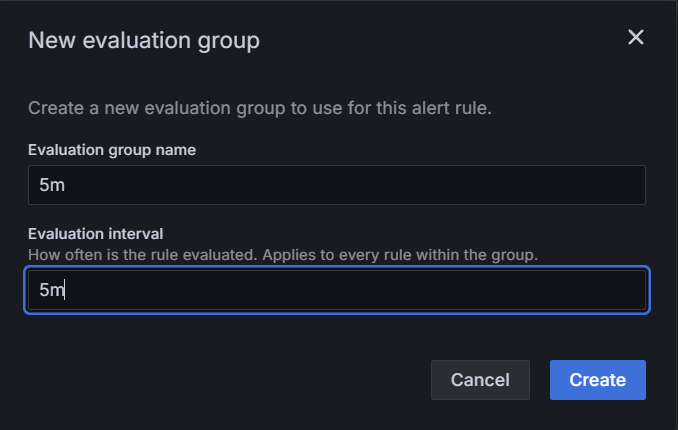 New evaluation group
Create a new evaluation group to use for this alert rule.
Evaluation group name
5m
Evaluation interval
How often is the rule evaluated. Applies to every rule within the group.
5m
Cancel
Create